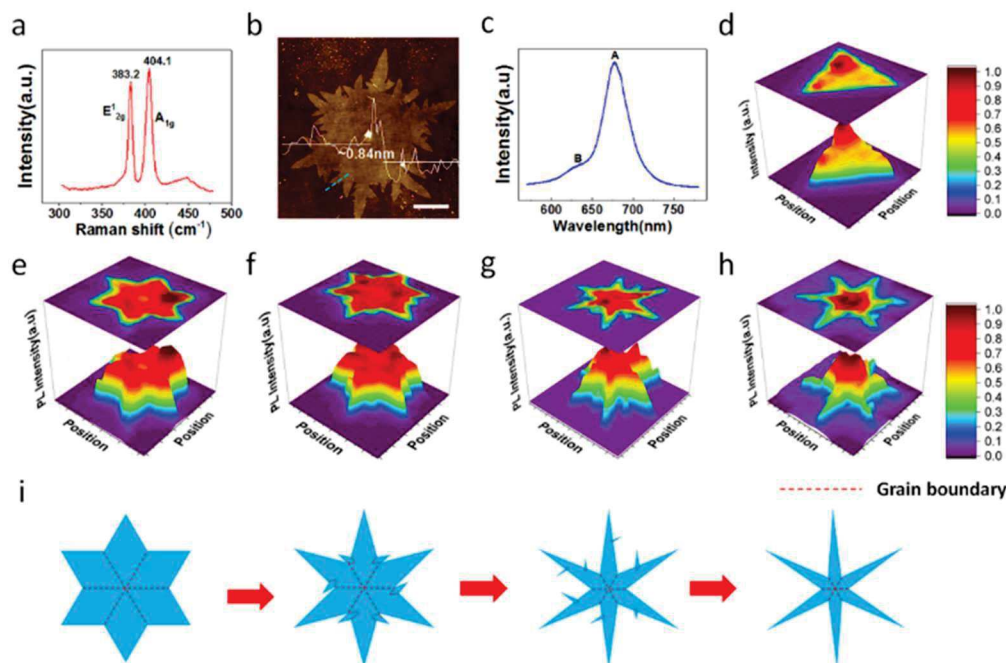 a
Intensity(a.u.)
383.2
404.1
E¹₂g
A₁g
300 350 400 450 500
Raman shift (cm⁻¹)
b
~0.84nm
c
Intensity(a.u.)
A
B
600 650 700 750
Wavelength(nm)
d
Intensity (a.u.)
Position
Position
1.0
0.9
0.8
0.7
0.6
0.5
0.4
0.3
0.2
0.1
0.0
e
PL Intensity(a.u)
Position
Position
f
PL Intensity(a.u.)
Position
Position
g
PL Intensity(a.u.)
Position
Position
h
PL Intensity(a.u.)
Position
Position
1.0
0.9
0.8
0.7
0.6
0.5
0.4
0.3
0.2
0.1
0.0
i
Grain boundary